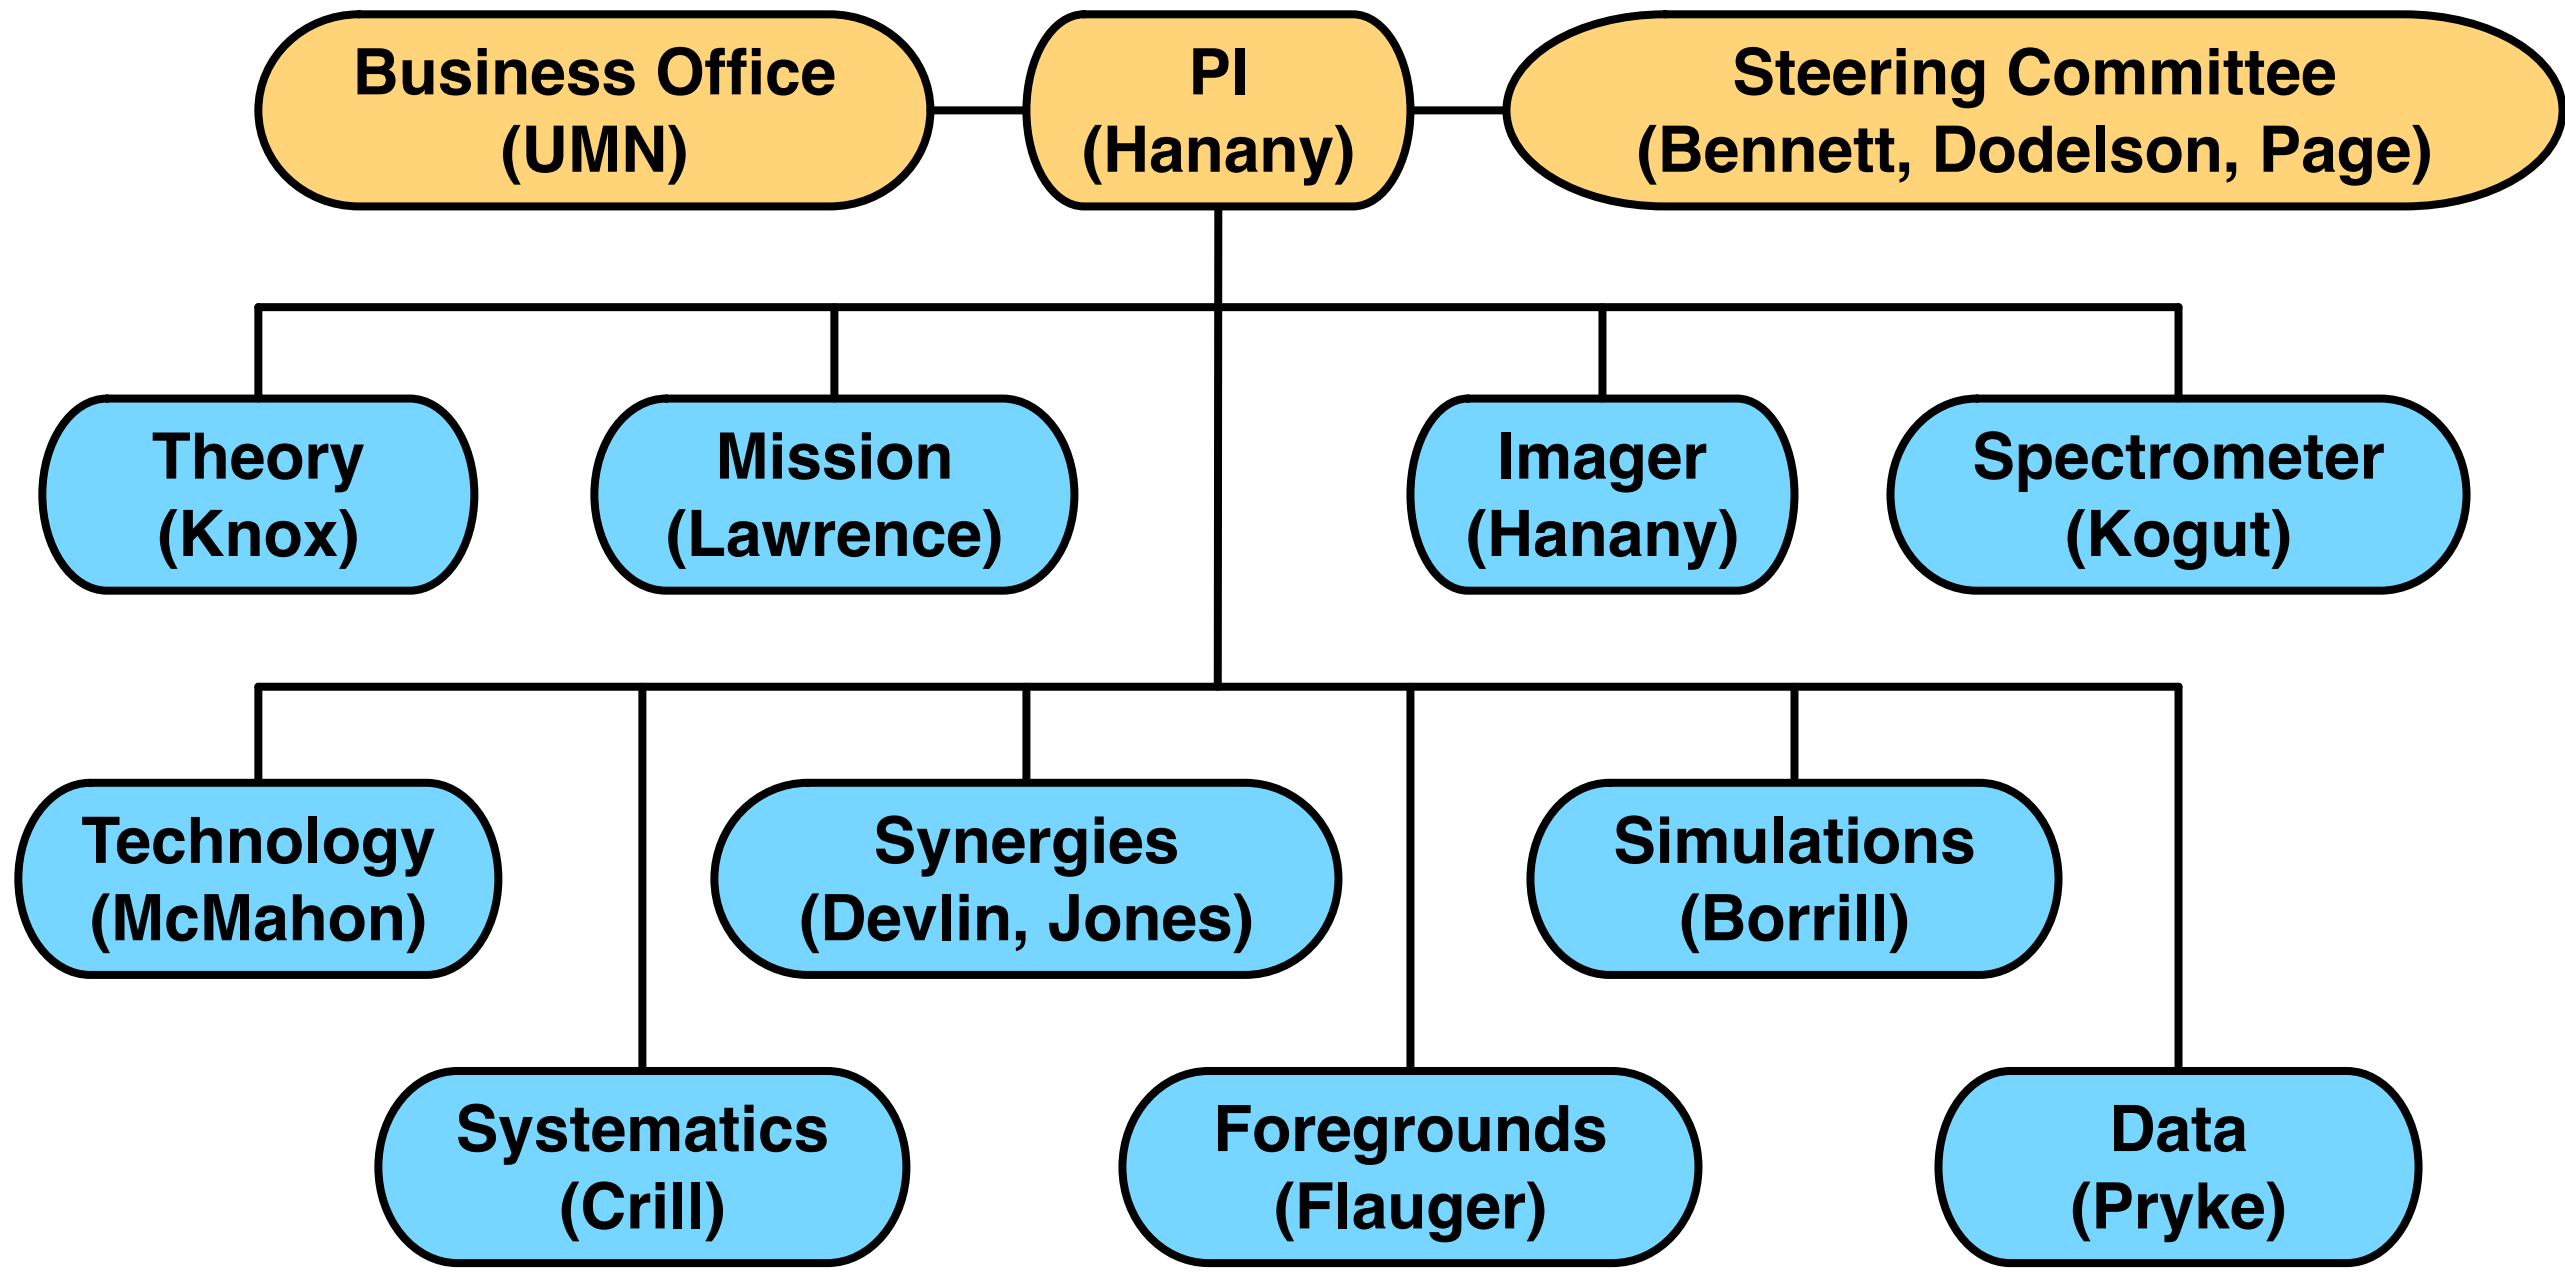 Business Office
(UMN)
PI
(Hanany)
Steering Committee
(Bennett, Dodelson, Page)
Theory
(Knox)
Mission
(Lawrence)
Imager
(Hanany)
Spectrometer
(Kogut)
Technology
(McMahon)
Synergies
(Devlin, Jones)
Simulations
(Borrill)
Systematics
(Crill)
Foregrounds
(Flauger)
Data
(Pryke)